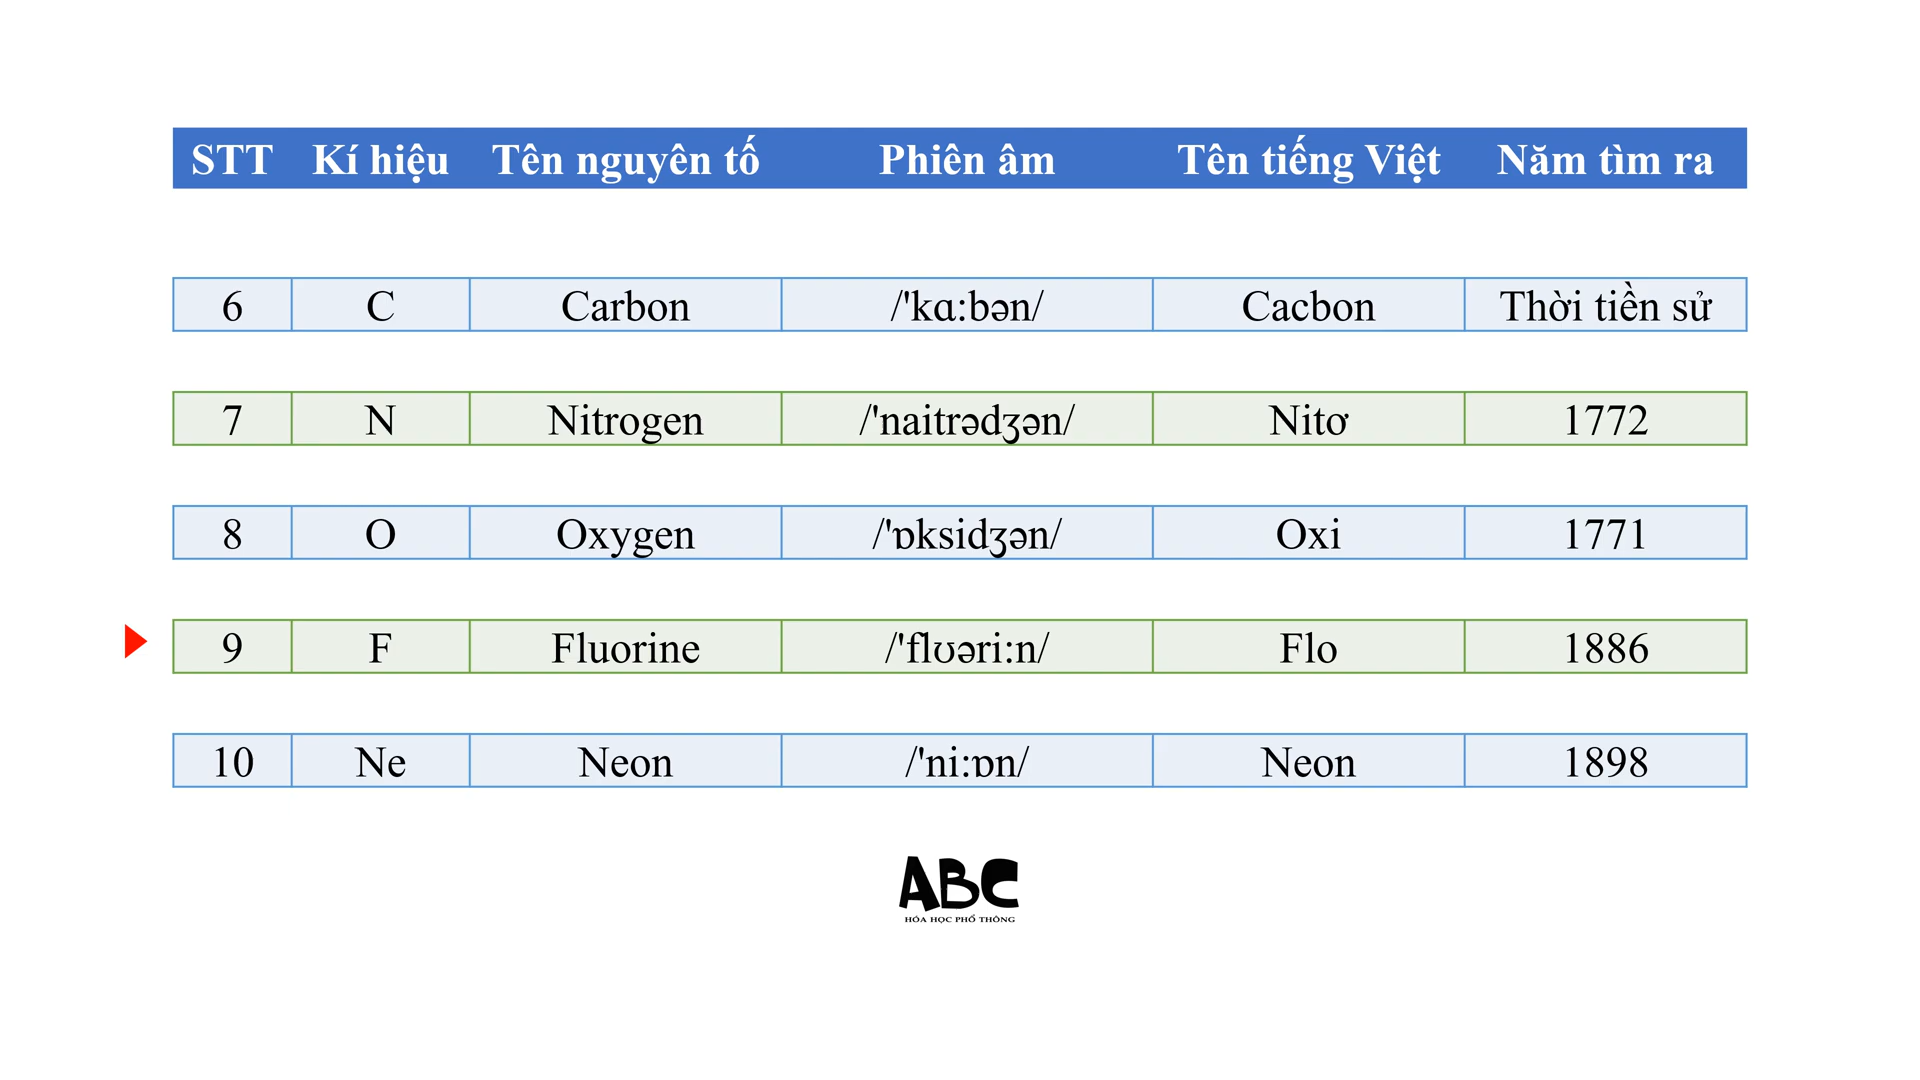 STT Kí hiệu Tên nguyên tố Phiên âm Tên tiếng Việt Năm tìm ra
6 C Carbon /'kɑ:bən/ Cacbon Thời tiền sử
7 N Nitrogen /'naitrədʒən/ Nitơ 1772
8 O Oxygen /'ɒksidʒən/ Oxi 1771
9 F Fluorine /'flʊəri:n/ Flo 1886
10 Ne Neon /'ni:ɒn/ Neon 1898
ABC
HÓA HỌC PHỔ THÔNG